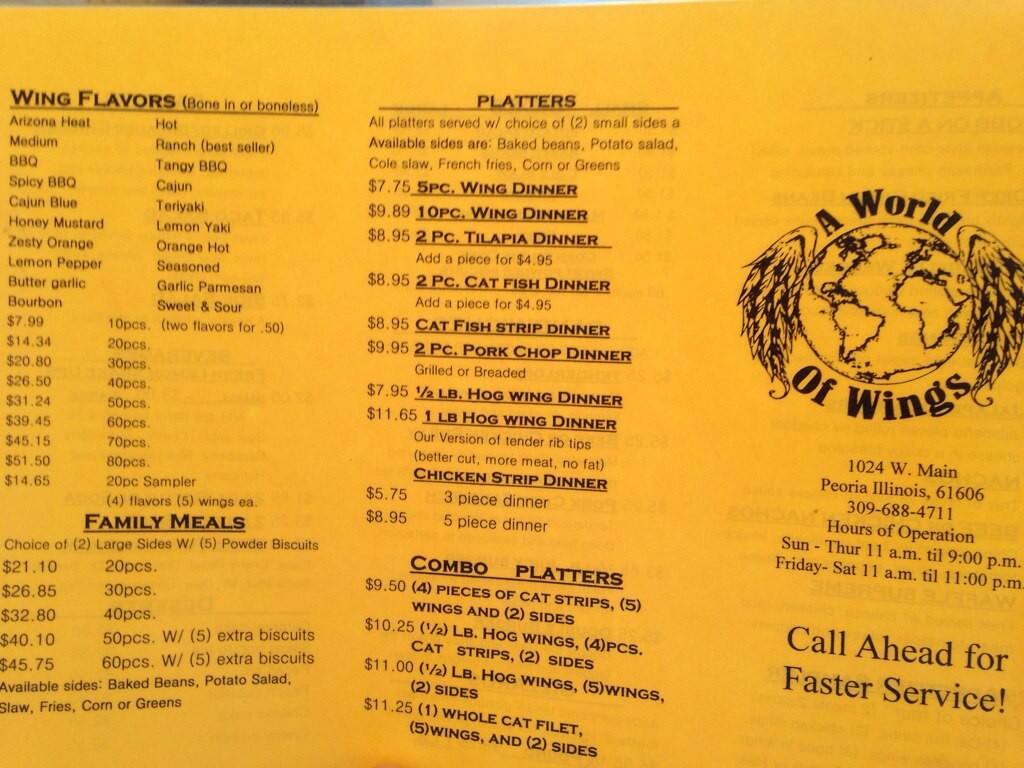 WING FLAVORS (Bone in or boneless)
Arizona Heat Hot
Medium Ranch (best seller)
BBQ Tangy BBQ
Spicy BBQ Cajun
Cajun Blue Teriyaki
Honey Mustard Lemon Yaki
Zesty Orange Orange Hot
Lemon Pepper Seasoned
Butter garlic Garlic Parmesan
Bourbon Sweet & Sour
$7.99 10pcs. (two flavors for .50)
$14.34 20pcs.
$20.80 30pcs.
$26.50 40pcs.
$31.24 50pcs.
$39.45 60pcs.
$45.15 70pcs.
$51.50 80pcs.
$14.65 20pc Sampler
(4) flavors (5) wings ea.
FAMILY MEALS
Choice of (2) Large Sides W/ (5) Powder Biscuits
$21.10 20pcs.
$26.85 30pcs.
$32.80 40pcs.
$40.10 50pcs. W/ (5) extra biscuits
$45.75 60pcs. W/ (5) extra biscuits
Available sides: Baked Beans, Potato Salad,
Slaw, Fries, Corn or Greens
PLATTERS
All platters served w/ choice of (2) small sides a
Available sides are: Baked beans, Potato salad,
Cole slaw, French fries, Corn or Greens
$7.75 5PC. WING DINNER
$9.89 10PC. WING DINNER
$8.95 2 PC. TILAPIA DINNER
Add a piece for $4.95
$8.95 2 PC. CAT FISH DINNER
Add a piece for $4.95
$8.95 CAT FISH STRIP DINNER
$9.95 2 PC. PORK CHOP DINNER
Grilled or Breaded
$7.95 ½ LB. HOG WING DINNER
$11.65 1 LB HOG WING DINNER
Our Version of tender rib tips
(better cut, more meat, no fat)
CHICKEN STRIP DINNER
$5.75 3 piece dinner
$8.95 5 piece dinner
COMBO PLATTERS
$9.50 (4) PIECES OF CAT STRIPS, (5)
WINGS AND (2) SIDES
$10.25 (½) LB. HOG WINGS, (4)PCS.
CAT STRIPS, (2) SIDES
$11.00 (½) LB. HOG WINGS, (5)WINGS,
(2) SIDES
$11.25 (1) WHOLE CAT FILET,
(5)WINGS, AND (2) SIDES
A World
Of Wings
1024 W. Main
Peoria Illinois, 61606
309-688-4711
Hours of Operation
Sun - Thur 11 a.m. til 9:00 p.m.
Friday- Sat 11 a.m. til 11:00 p.m.
Call Ahead for
Faster Service!